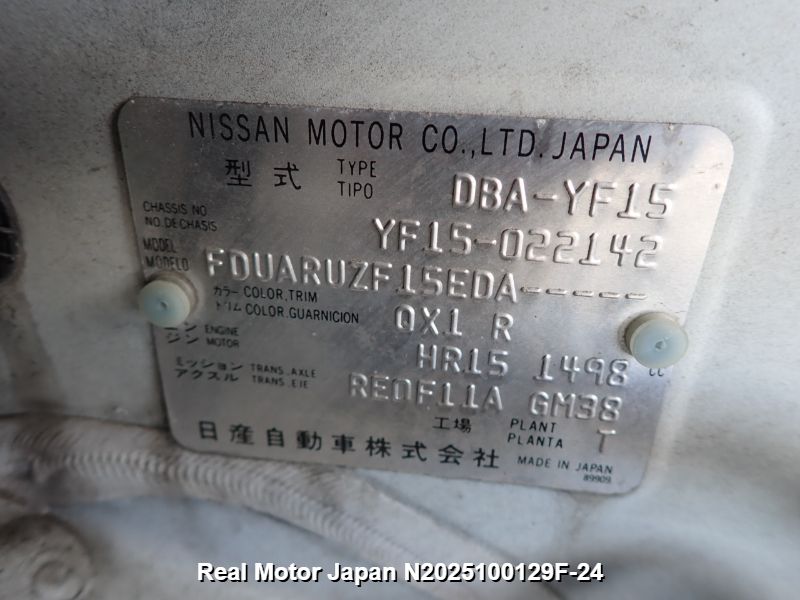 NISSAN MOTOR CO.,LTD. JAPAN
型式 TYPE TIPO DBA-YF15
CHASSIS NO
NO. DE CHASIS YF15-022142
MODEL
MODELO FDUARUZF15EDA-----
カラー COLOR, TRIM
トリム COLOR. GUARNICION QX1 R
エンジン ENGINE MOTOR HR15 1498 cc
ミッション TRANS. AXLE
アクスル TRANS. EJE RE0F11A GM38
工場 PLANT PLANTA T
日産自動車株式会社 MADE IN JAPAN
89909
Real Motor Japan N2025100129F-24